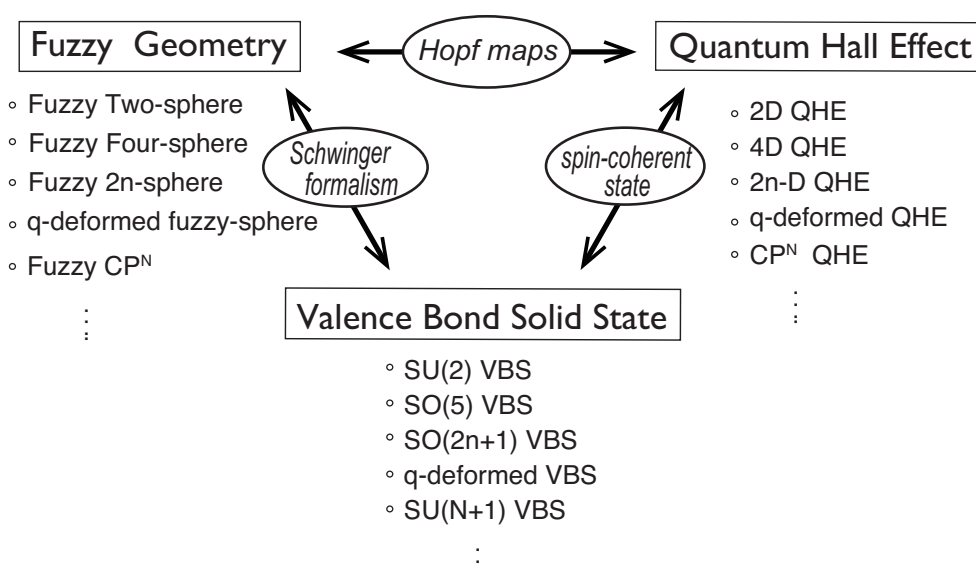 Fuzzy Geometry
Hopf maps
Quantum Hall Effect
Fuzzy Two-sphere
Fuzzy Four-sphere
Fuzzy 2n-sphere
q-deformed fuzzy-sphere
Fuzzy CPᴺ
Schwinger
formalism
spin-coherent
state
2D QHE
4D QHE
2n-D QHE
q-deformed QHE
CPᴺ QHE
Valence Bond Solid State
SU(2) VBS
SO(5) VBS
SO(2n+1) VBS
q-deformed VBS
SU(N+1) VBS